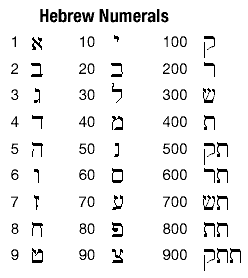 Hebrew Numerals
1 א 10 י 100 ק
2 ב 20 ב 200 ר
3 ג 30 ל 300 ש
4 ד 40 מ 400 ת
5 ה 50 נ 500 תק
6 ו 60 ס 600 תר
7 ז 70 ע 700 תש
8 ח 80 פ 800 תת
9 ט 90 צ 900 תתק